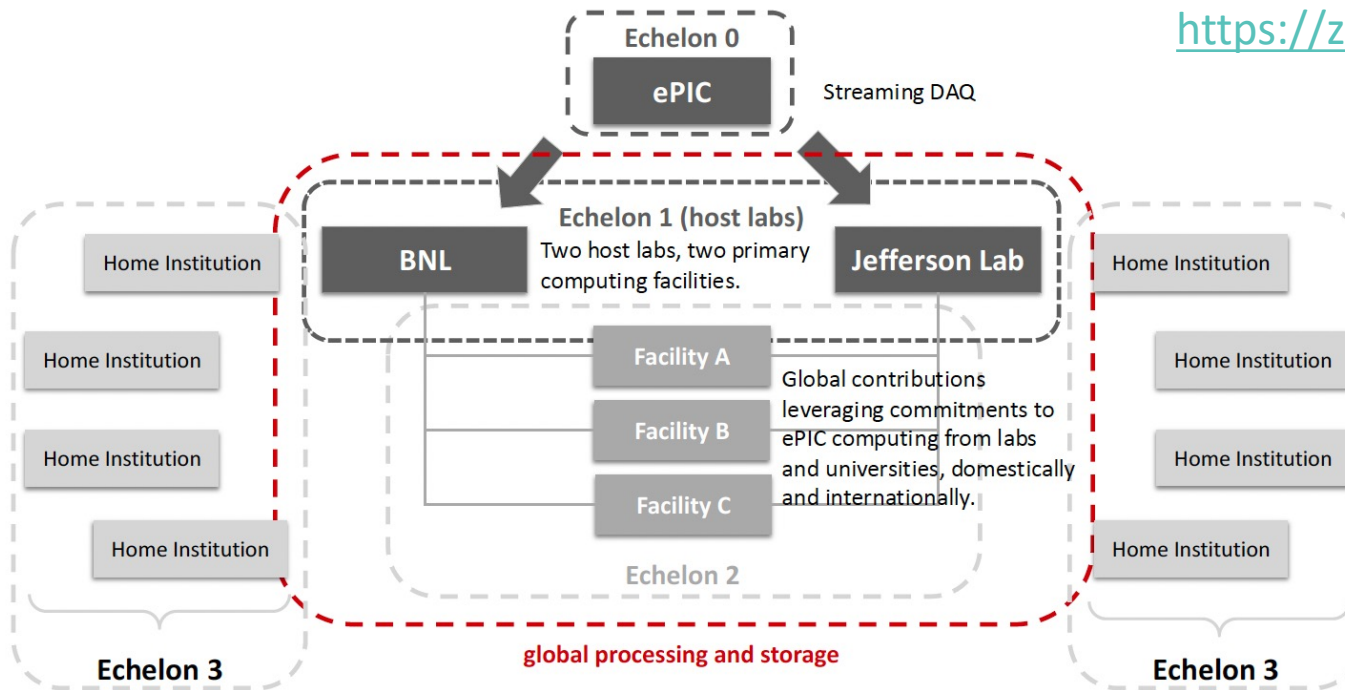 https://z
Echelon 0
ePIC
Streaming DAQ
Echelon 1 (host labs)
BNL
Two host labs, two primary
computing facilities.
Jefferson Lab
Home Institution
Home Institution
Home Institution
Home Institution
Facility A
Facility B
Facility C
Global contributions
leveraging commitments to
ePIC computing from labs
and universities, domestically
and internationally.
Home Institution
Home Institution
Home Institution
Home Institution
Echelon 2
Echelon 3
global processing and storage
Echelon 3